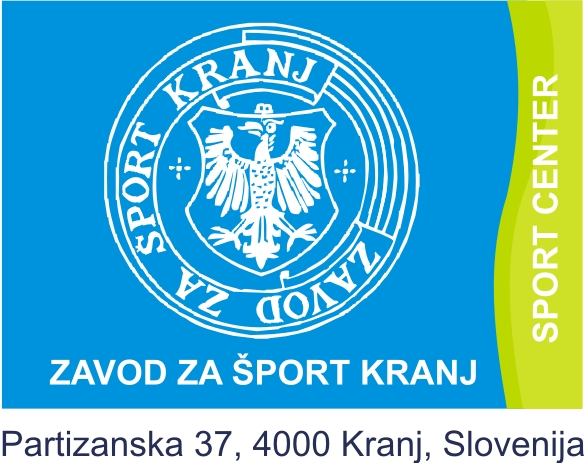 ZAVOD ZA ŠPORT KRANJ
ZAVOD ZA ŠPORT KRANJ
SPORT CENTER
Partizanska 37, 4000 Kranj, Slovenija